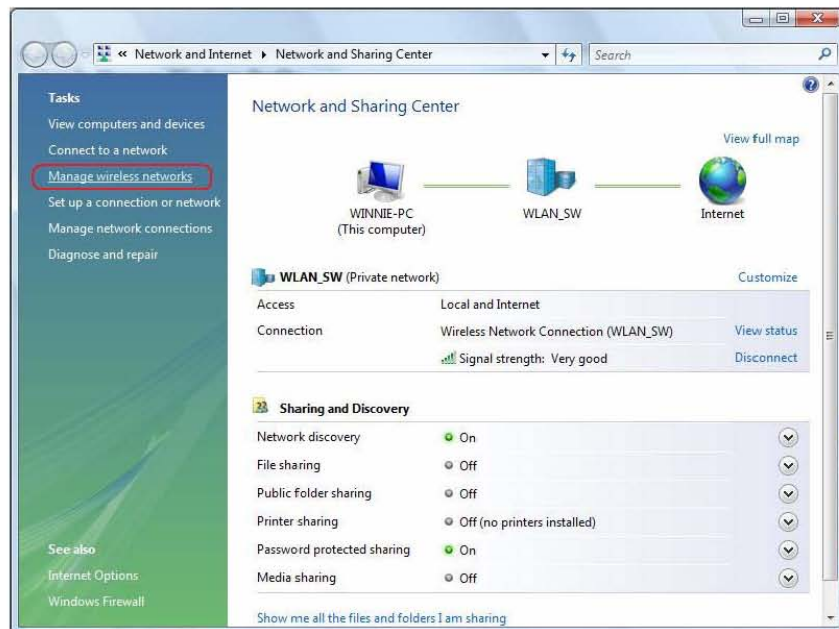 « Network and Internet ▸ Network and Sharing Center
Search
Tasks
View computers and devices
Connect to a network
Manage wireless networks
Set up a connection or network
Manage network connections
Diagnose and repair
See also
Internet Options
Windows Firewall
Network and Sharing Center
View full map
WINNIE-PC
(This computer)
WLAN_SW
Internet
WLAN_SW (Private network) Customize
Access Local and Internet
Connection Wireless Network Connection (WLAN_SW) View status
Signal strength: Very good Disconnect
Sharing and Discovery
Network discovery On
File sharing Off
Public folder sharing Off
Printer sharing Off (no printers installed)
Password protected sharing On
Media sharing Off
Show me all the files and folders I am sharing